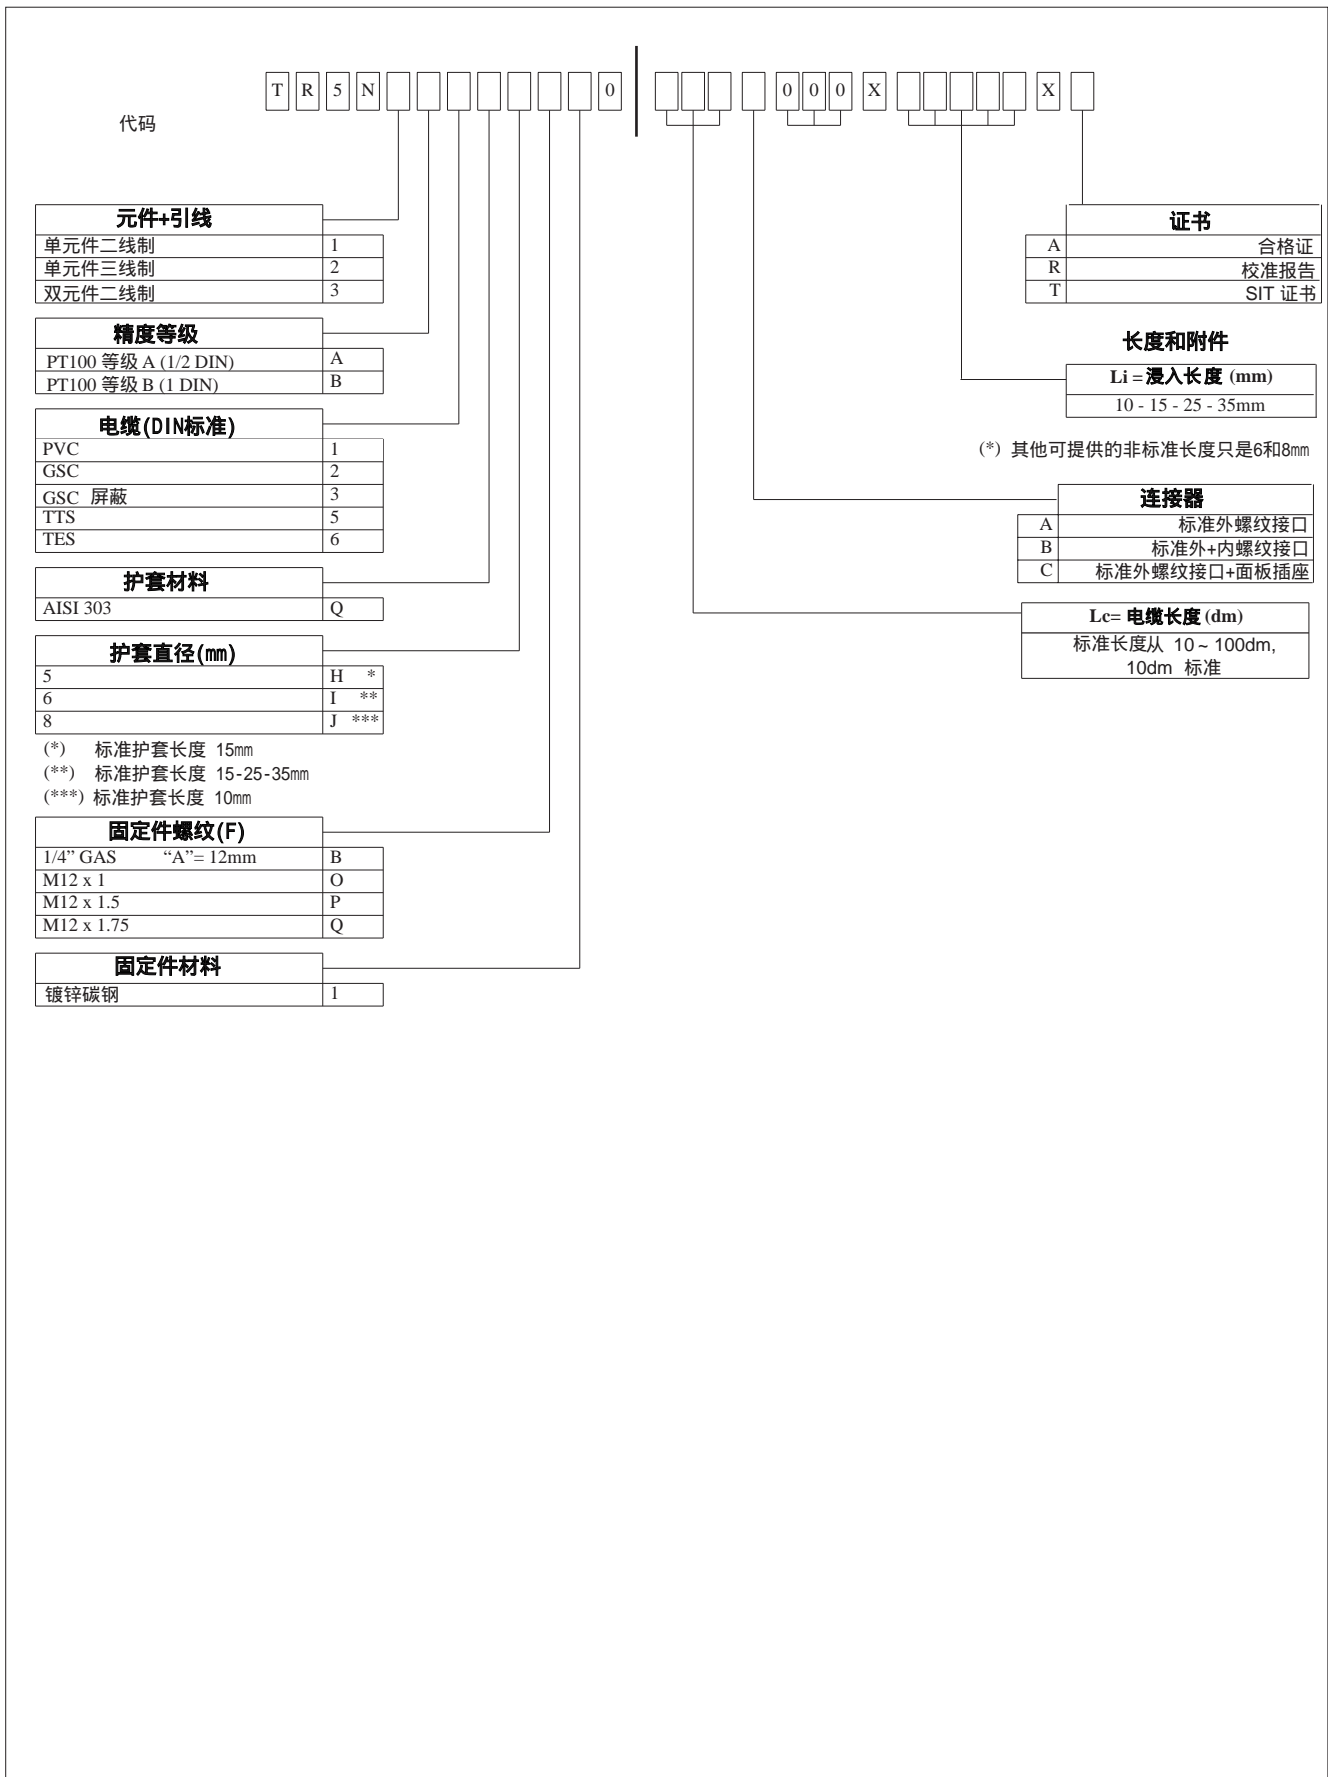 T R 5 N 0 0 0 0 X X
代码
元件+引线
单元件二线制 1
单元件三线制 2
双元件二线制 3
精度等级
PT100 等级 A (1/2 DIN) A
PT100 等级 B (1 DIN) B
电缆(DIN标准)
PVC 1
GSC 2
GSC 屏蔽 3
TTS 5
TES 6
护套材料
AISI 303 Q
护套直径(mm)
5 H *
6 I **
8 J ***
(*) 标准护套长度 15mm
(**) 标准护套长度 15-25-35mm
(***) 标准护套长度 10mm
固定件螺纹(F)
1/4” GAS “A”= 12mm B
M12 x 1 O
M12 x 1.5 P
M12 x 1.75 Q
固定件材料
镀锌碳钢 1
证书
A 合格证
R 校准报告
T SIT 证书
长度和附件
Li = 浸入长度 (mm)
10 - 15 - 25 - 35mm
(*) 其他可提供的非标准长度只是6和8mm
连接器
A 标准外螺纹接口
B 标准外+内螺纹接口
C 标准外螺纹接口+面板插座
Lc= 电缆长度 (dm)
标准长度从 10 ~ 100dm,
10dm 标准